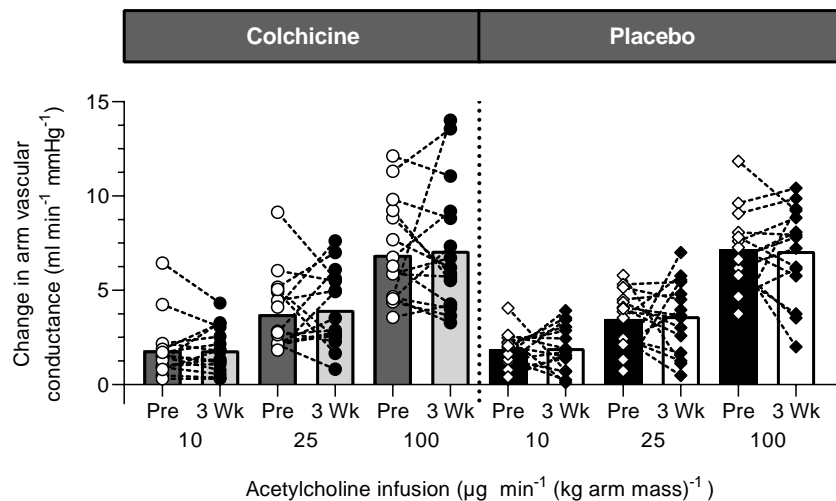 Colchicine Placebo
Change in arm vascular
conductance (ml min⁻¹ mmHg⁻¹)
15
10
5
0
Pre 3 Wk Pre 3 Wk Pre 3 Wk Pre 3 Wk Pre 3 Wk Pre 3 Wk
10 25 100 10 25 100
Acetylcholine infusion (µg min⁻¹ (kg arm mass)⁻¹)